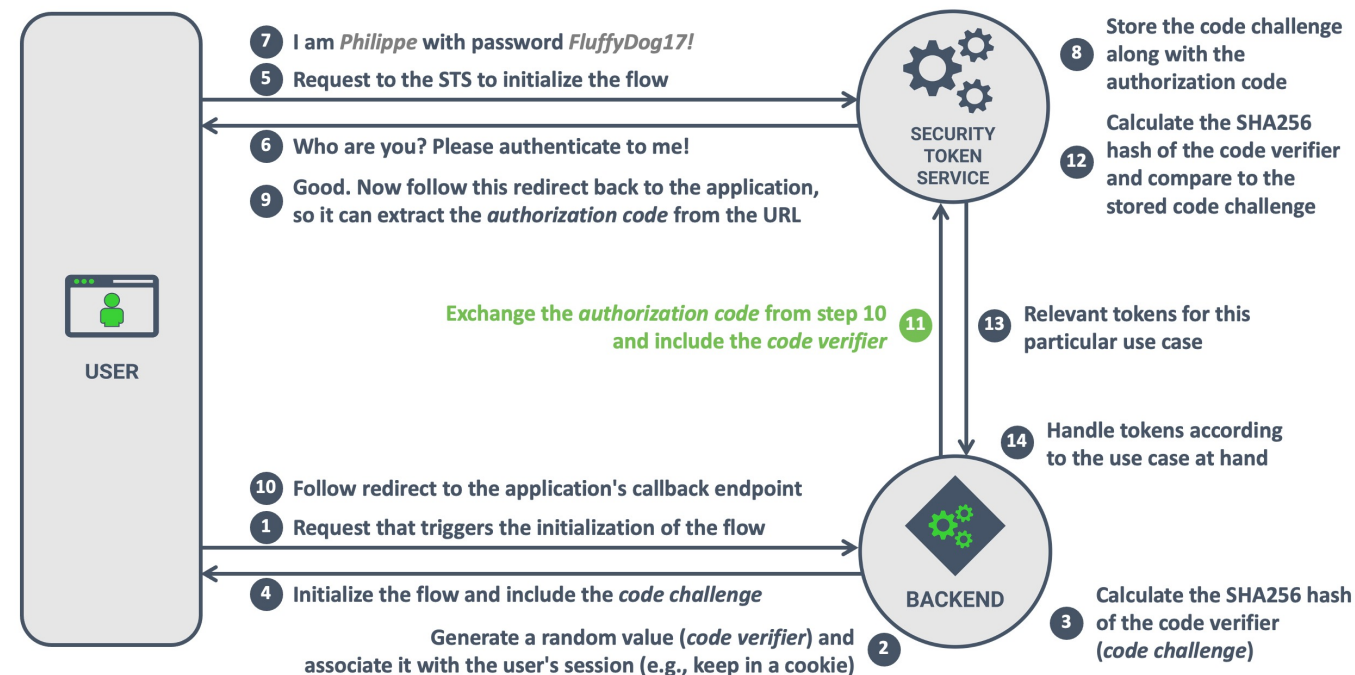 7 I am Philippe with password FluffyDog17!
5 Request to the STS to initialize the flow
6 Who are you? Please authenticate to me!
9 Good. Now follow this redirect back to the application,
so it can extract the authorization code from the URL
SECURITY
TOKEN
SERVICE
8 Store the code challenge
along with the
authorization code
12 Calculate the SHA256
hash of the code verifier
and compare to the
stored code challenge
USER
Exchange the authorization code from step 10
and include the code verifier 11
13 Relevant tokens for this
particular use case
14 Handle tokens according
to the use case at hand
10 Follow redirect to the application's callback endpoint
1 Request that triggers the initialization of the flow
4 Initialize the flow and include the code challenge
BACKEND
Generate a random value (code verifier) and
associate it with the user's session (e.g., keep in a cookie) 2
3 Calculate the SHA256 hash
of the code verifier
(code challenge)